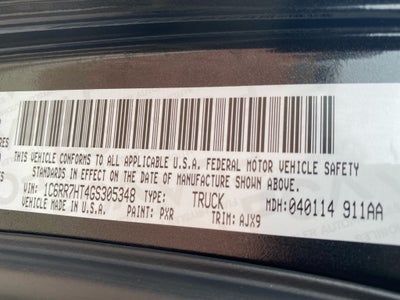 THIS VEHICLE CONFORMS TO ALL APPLICABLE U.S.A. FEDERAL MOTOR VEHICLE SAFETY
STANDARDS IN EFFECT ON THE DATE OF MANUFACTURE SHOWN ABOVE.
VIN: 1C6RR7HT4GS305348 TYPE: TRUCK MDH: 040114 911AA
VEHICLE MADE IN U.S.A. PAINT: PXR TRIM: AJX9